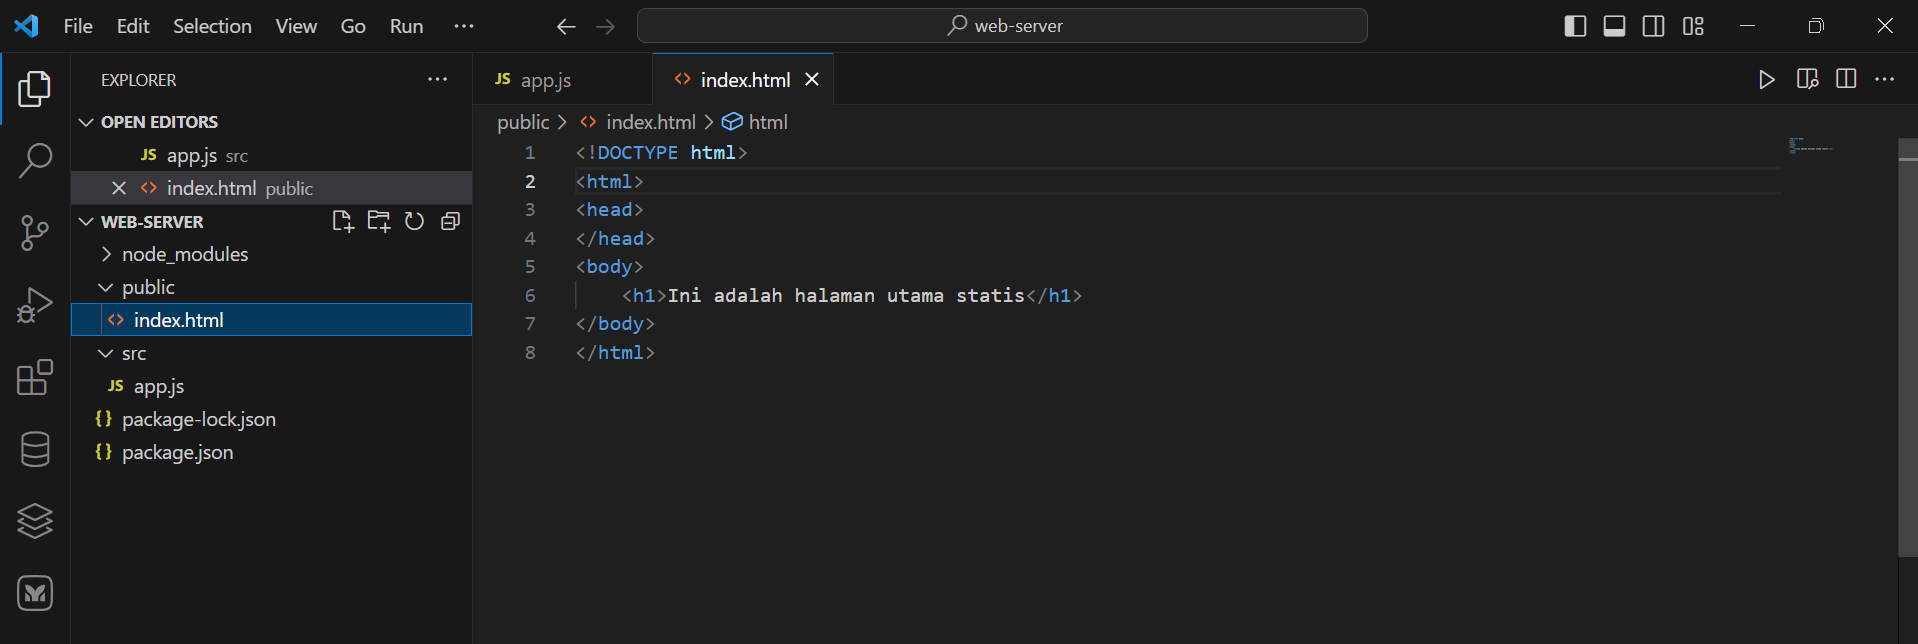 File Edit Selection View Go Run ···
web-server
EXPLORER
OPEN EDITORS
JS app.js src
index.html public
WEB-SERVER
node_modules
public
index.html
src
JS app.js
{} package-lock.json
{} package.json
JS app.js
<> index.html
public > <> index.html > html
1 <!DOCTYPE html>
2 <html>
3 <head>
4 </head>
5 <body>
6 <h1>Ini adalah halaman utama statis</h1>
7 </body>
8 </html>